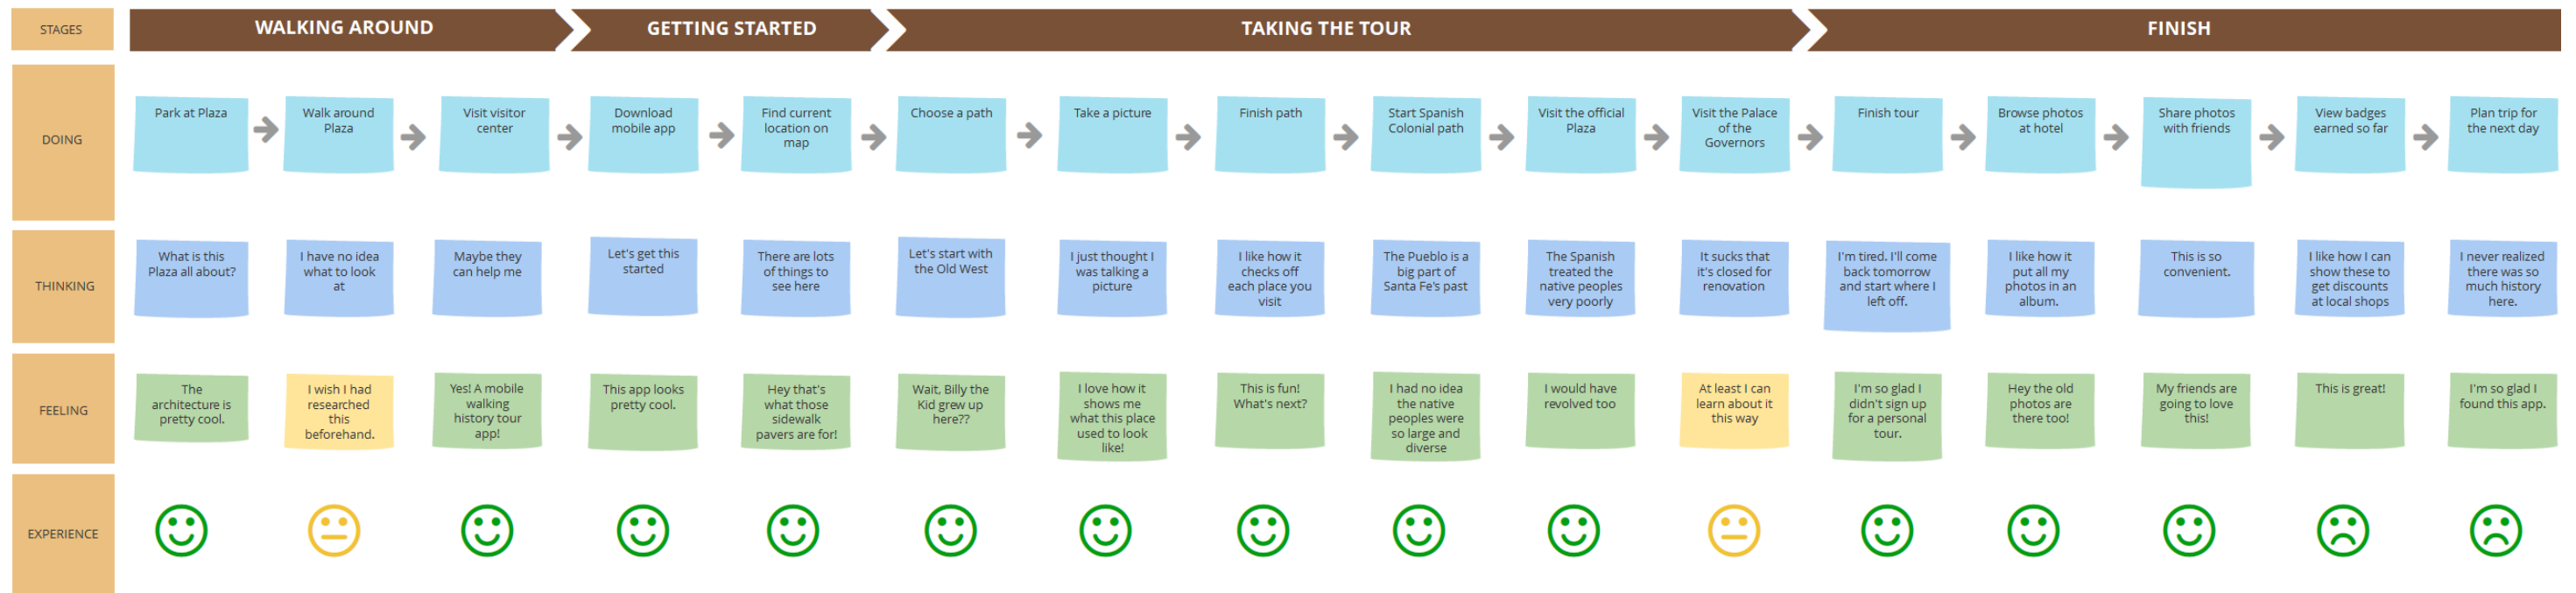 STAGES
WALKING AROUND
GETTING STARTED
TAKING THE TOUR
FINISH
DOING
Park at Plaza
Walk around
Plaza
Visit visitor
center
Download
mobile app
Find current
location on
map
Choose a path
Take a picture
Finish path
Start Spanish
Colonial path
Visit the official
Plaza
Visit the Palace
of the
Governors
Finish tour
Browse photos
at hotel
Share photos
with friends
View badges
earned so far
Plan trip for
the next day
THINKING
What is this
Plaza all about?
I have no idea
what to look
at
Maybe they
can help me
Let's get this
started
There are lots
of things to
see here
Let's start with
the Old West
I just thought I
was talking a
picture
I like how it
checks off
each place you
visit
The Pueblo is a
big part of
Santa Fe's past
The Spanish
treated the
native peoples
very poorly
It sucks that
it's closed for
renovation
I'm tired. I'll come
back tomorrow
and start where I
left off.
I like how it
put all my
photos in an
album.
This is so
convenient.
I like how I can
show these to
get discounts
at local shops
I never realized
there was so
much history
here.
FEELING
The
architecture is
pretty cool.
I wish I had
researched
this
beforehand.
Yes! A mobile
walking
history tour
app!
This app looks
pretty cool.
Hey that's
what those
sidewalk
pavers are for!
Wait, Billy the
Kid grew up
here??
I love how it
shows me
what this place
used to look
like!
This is fun!
What's next?
I had no idea
the native
peoples were
so large and
diverse
I would have
revolved too
At least I can
learn about it
this way
I'm so glad I
didn't sign up
for a personal
tour.
Hey the old
photos are
there too!
My friends are
going to love
this!
This is great!
I'm so glad I
found this app.
EXPERIENCE